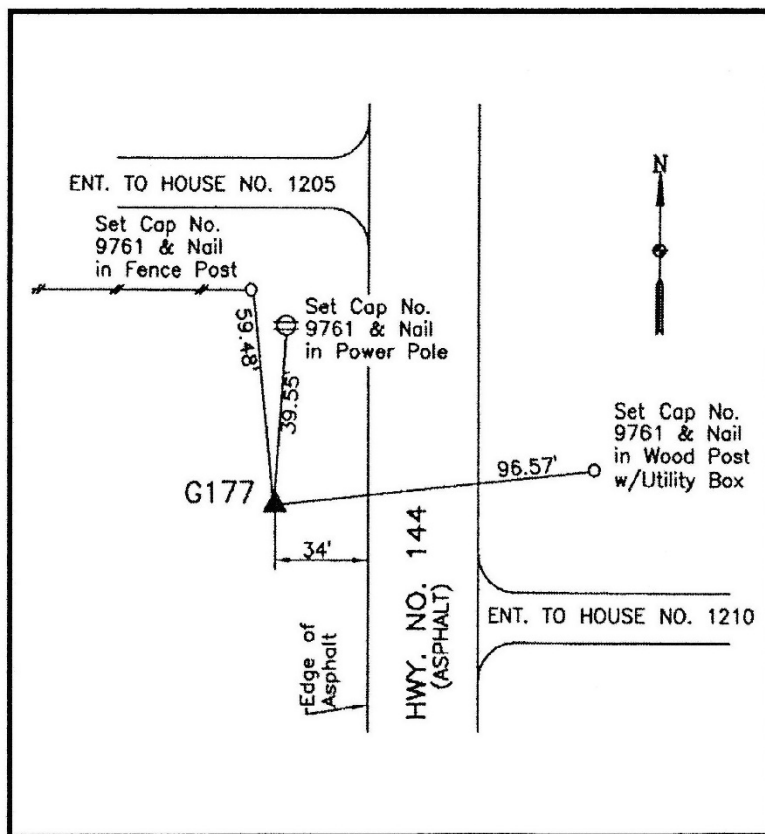 ENT. TO HOUSE NO. 1205
N
Set Cap No.
9761 & Nail
in Fence Post
Set Cap No.
9761 & Nail
in Power Pole
59.48'
39.55'
Set Cap No.
9761 & Nail
in Wood Post
w/Utility Box
96.57'
G177
34'
HWY. NO. 144
(ASPHALT)
ENT. TO HOUSE NO. 1210
Edge of
Asphalt